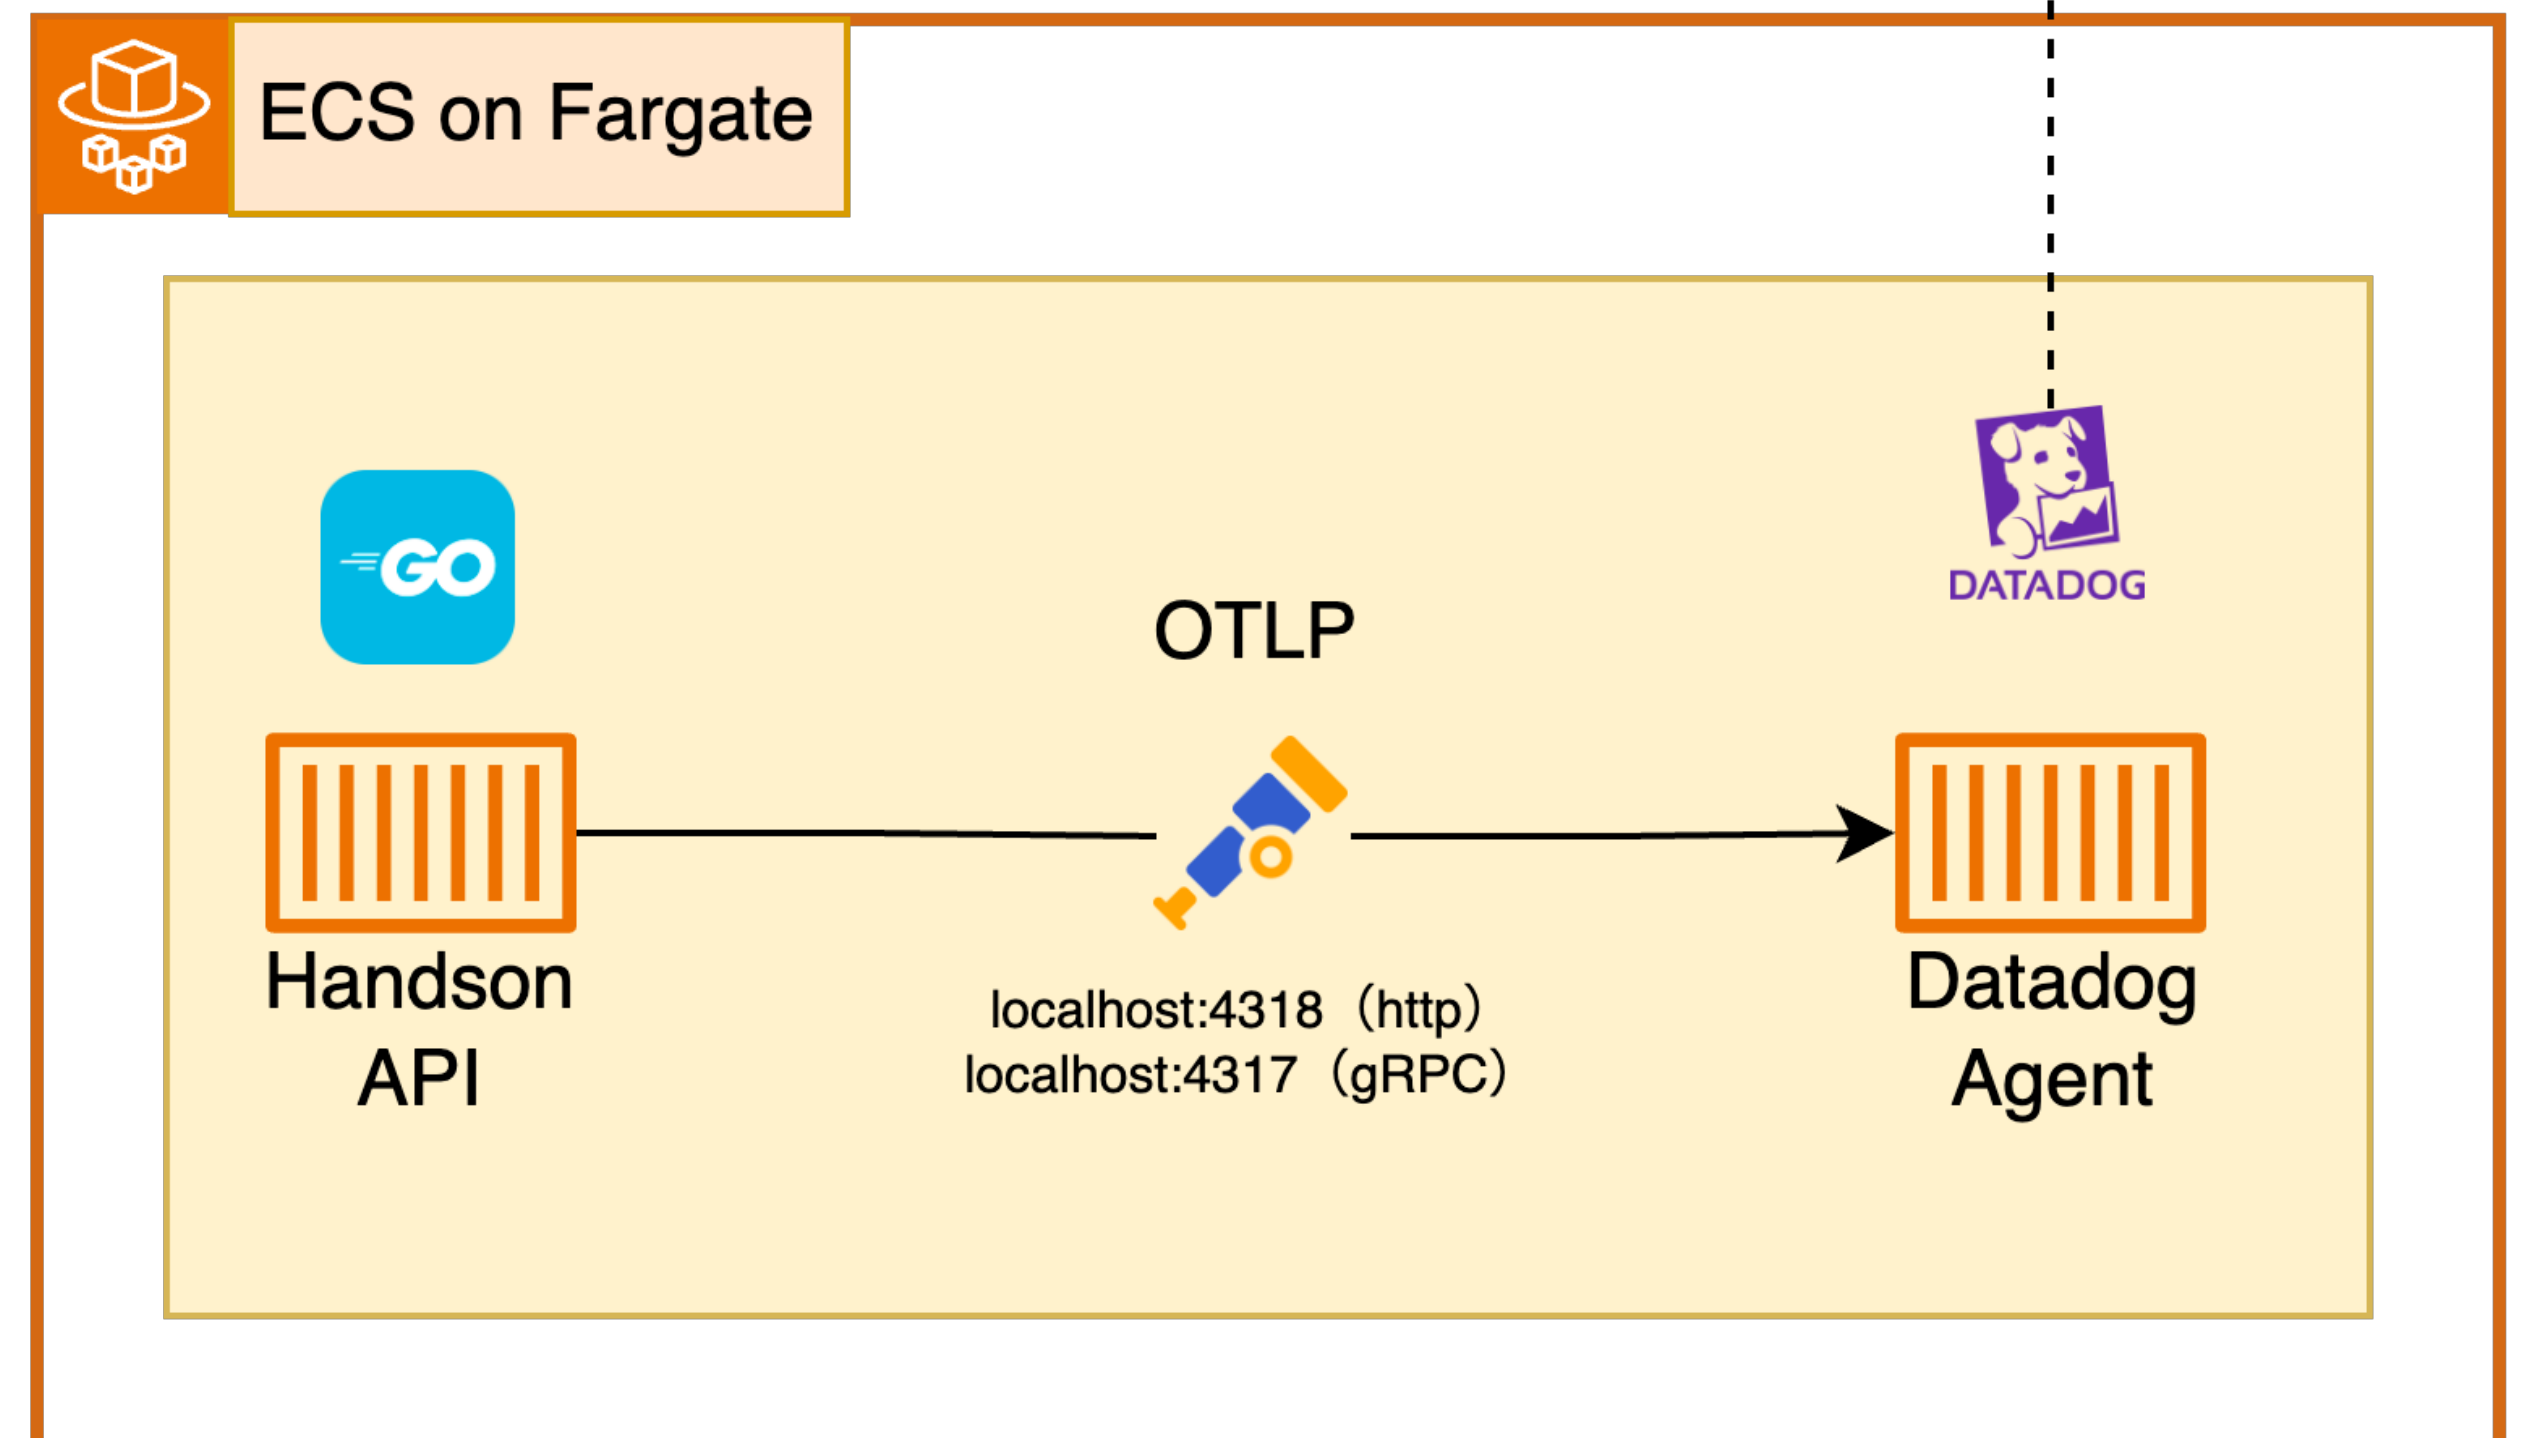 ECS on Fargate
GO
DATADOG
OTLP
Handson
API
localhost:4318（http）
localhost:4317（gRPC）
Datadog
Agent